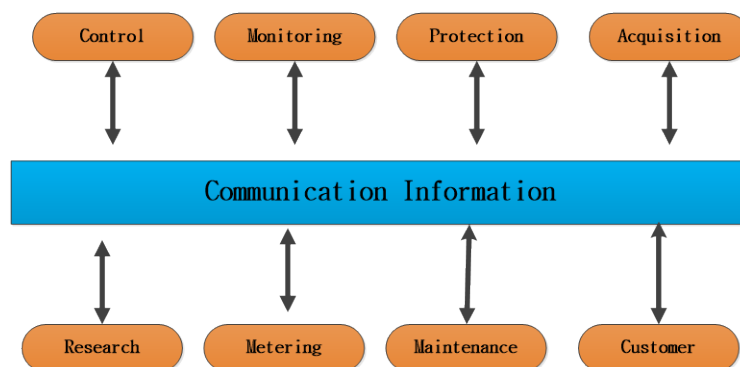 Control
Monitoring
Protection
Acquisition
Communication Information
Research
Metering
Maintenance
Customer